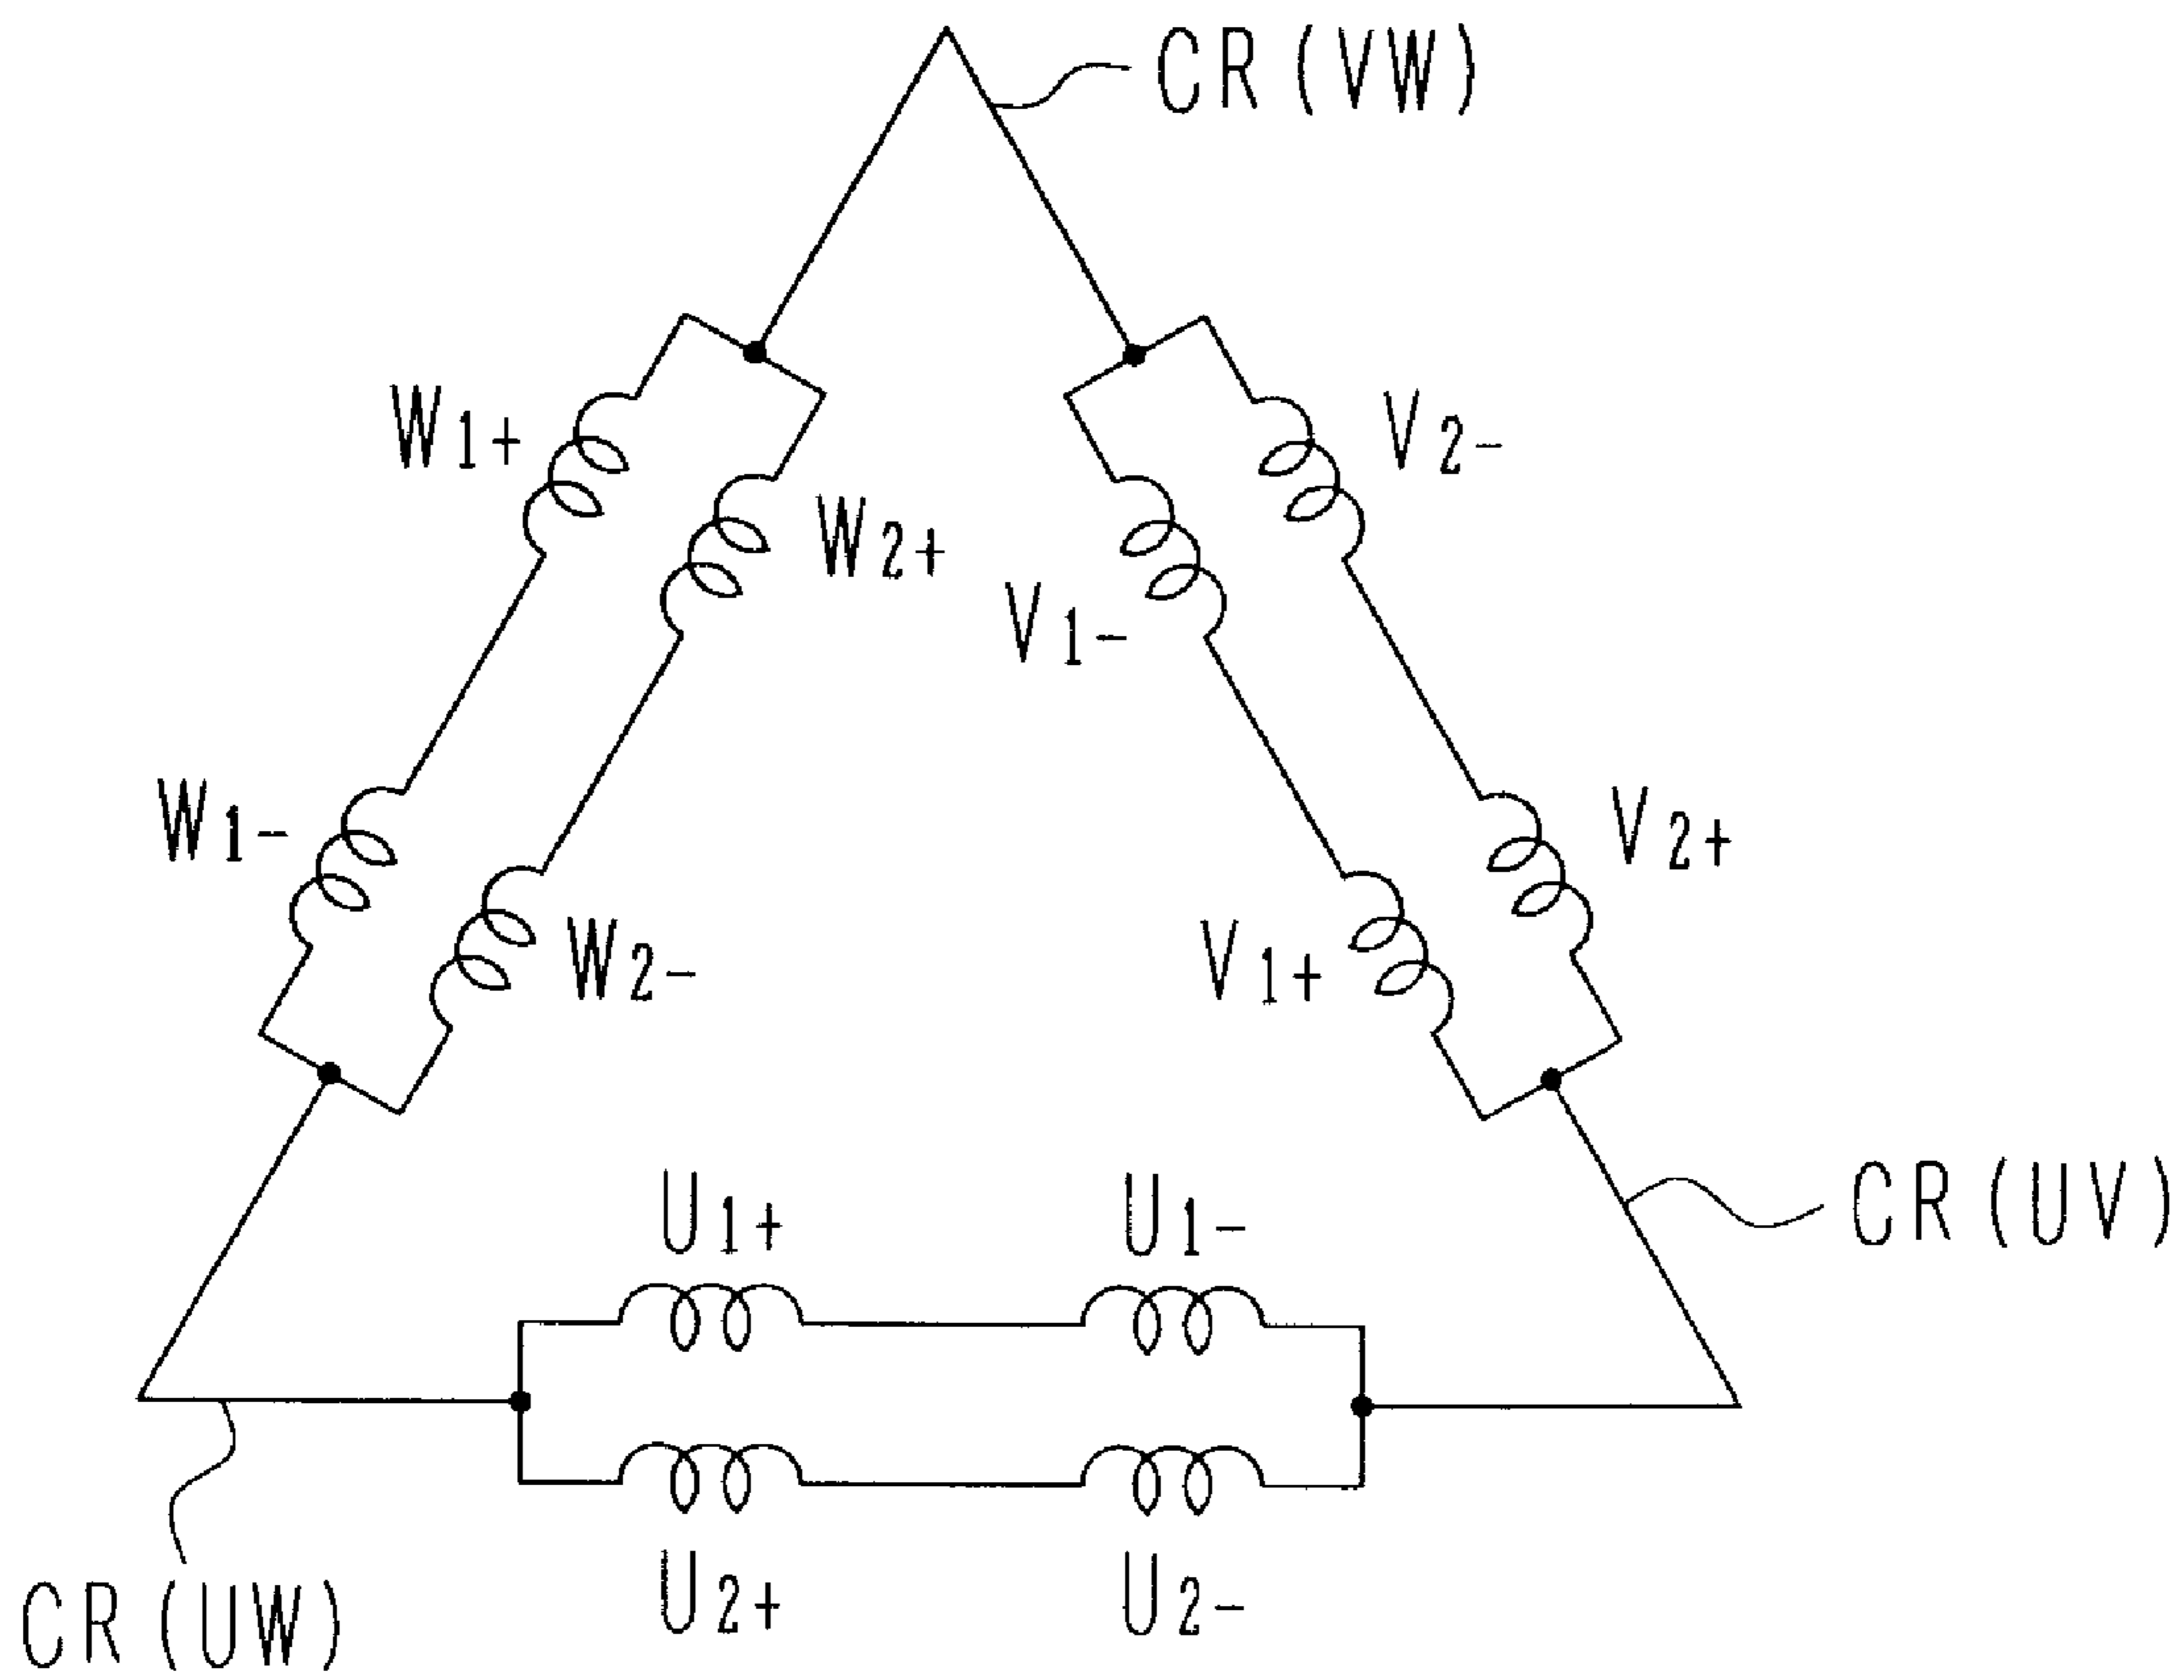 CR(VW)
W1+
V2-
W2+
V1-
W1-
V2+
W2-
V1+
CR(UV)
U1+
U1-
U2+
U2-
CR(UW)